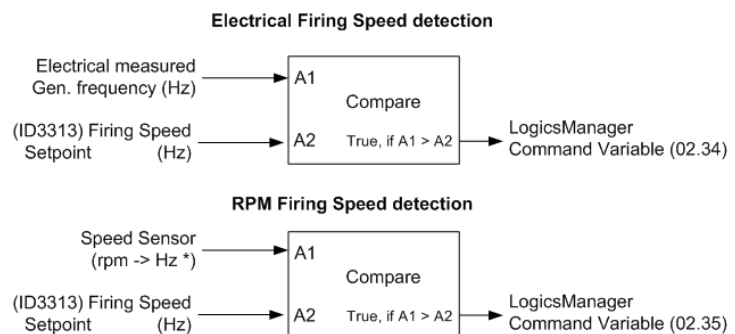 Electrical Firing Speed detection
Electrical measured
Gen. frequency (Hz)
A1
Compare
(ID3313) Firing Speed
Setpoint (Hz)
A2
True, if A1 > A2
LogicsManager
Command Variable (02.34)
RPM Firing Speed detection
Speed Sensor
(rpm -> Hz *)
A1
Compare
(ID3313) Firing Speed
Setpoint (Hz)
A2
True, if A1 > A2
LogicsManager
Command Variable (02.35)